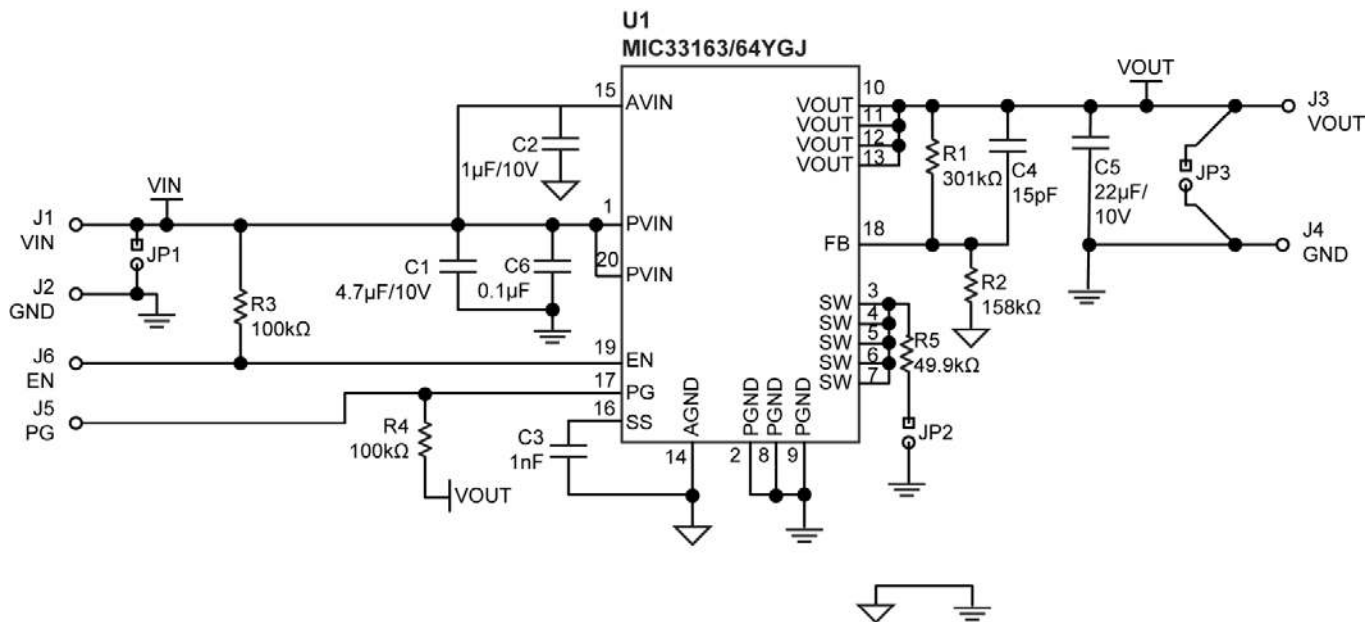 U1
MIC33163/64YGJ
15
AVIN
C2
1µF/10V
1
PVIN
20
PVIN
C1
4.7µF/10V
C6
0.1µF
19
EN
17
PG
16
SS
C3
1nF
AGND
14
PGND
PGND
PGND
2
8
9
VIN
J1
VIN
JP1
J2
GND
R3
100kΩ
J6
EN
J5
PG
R4
100kΩ
VOUT
10
VOUT
11
VOUT
12
VOUT
13
VOUT
R1
301kΩ
C4
15pF
C5
22µF/
10V
VOUT
JP3
J3
VOUT
J4
GND
18
FB
R2
158kΩ
3
SW
4
SW
5
SW
6
SW
7
SW
R5
49.9kΩ
JP2